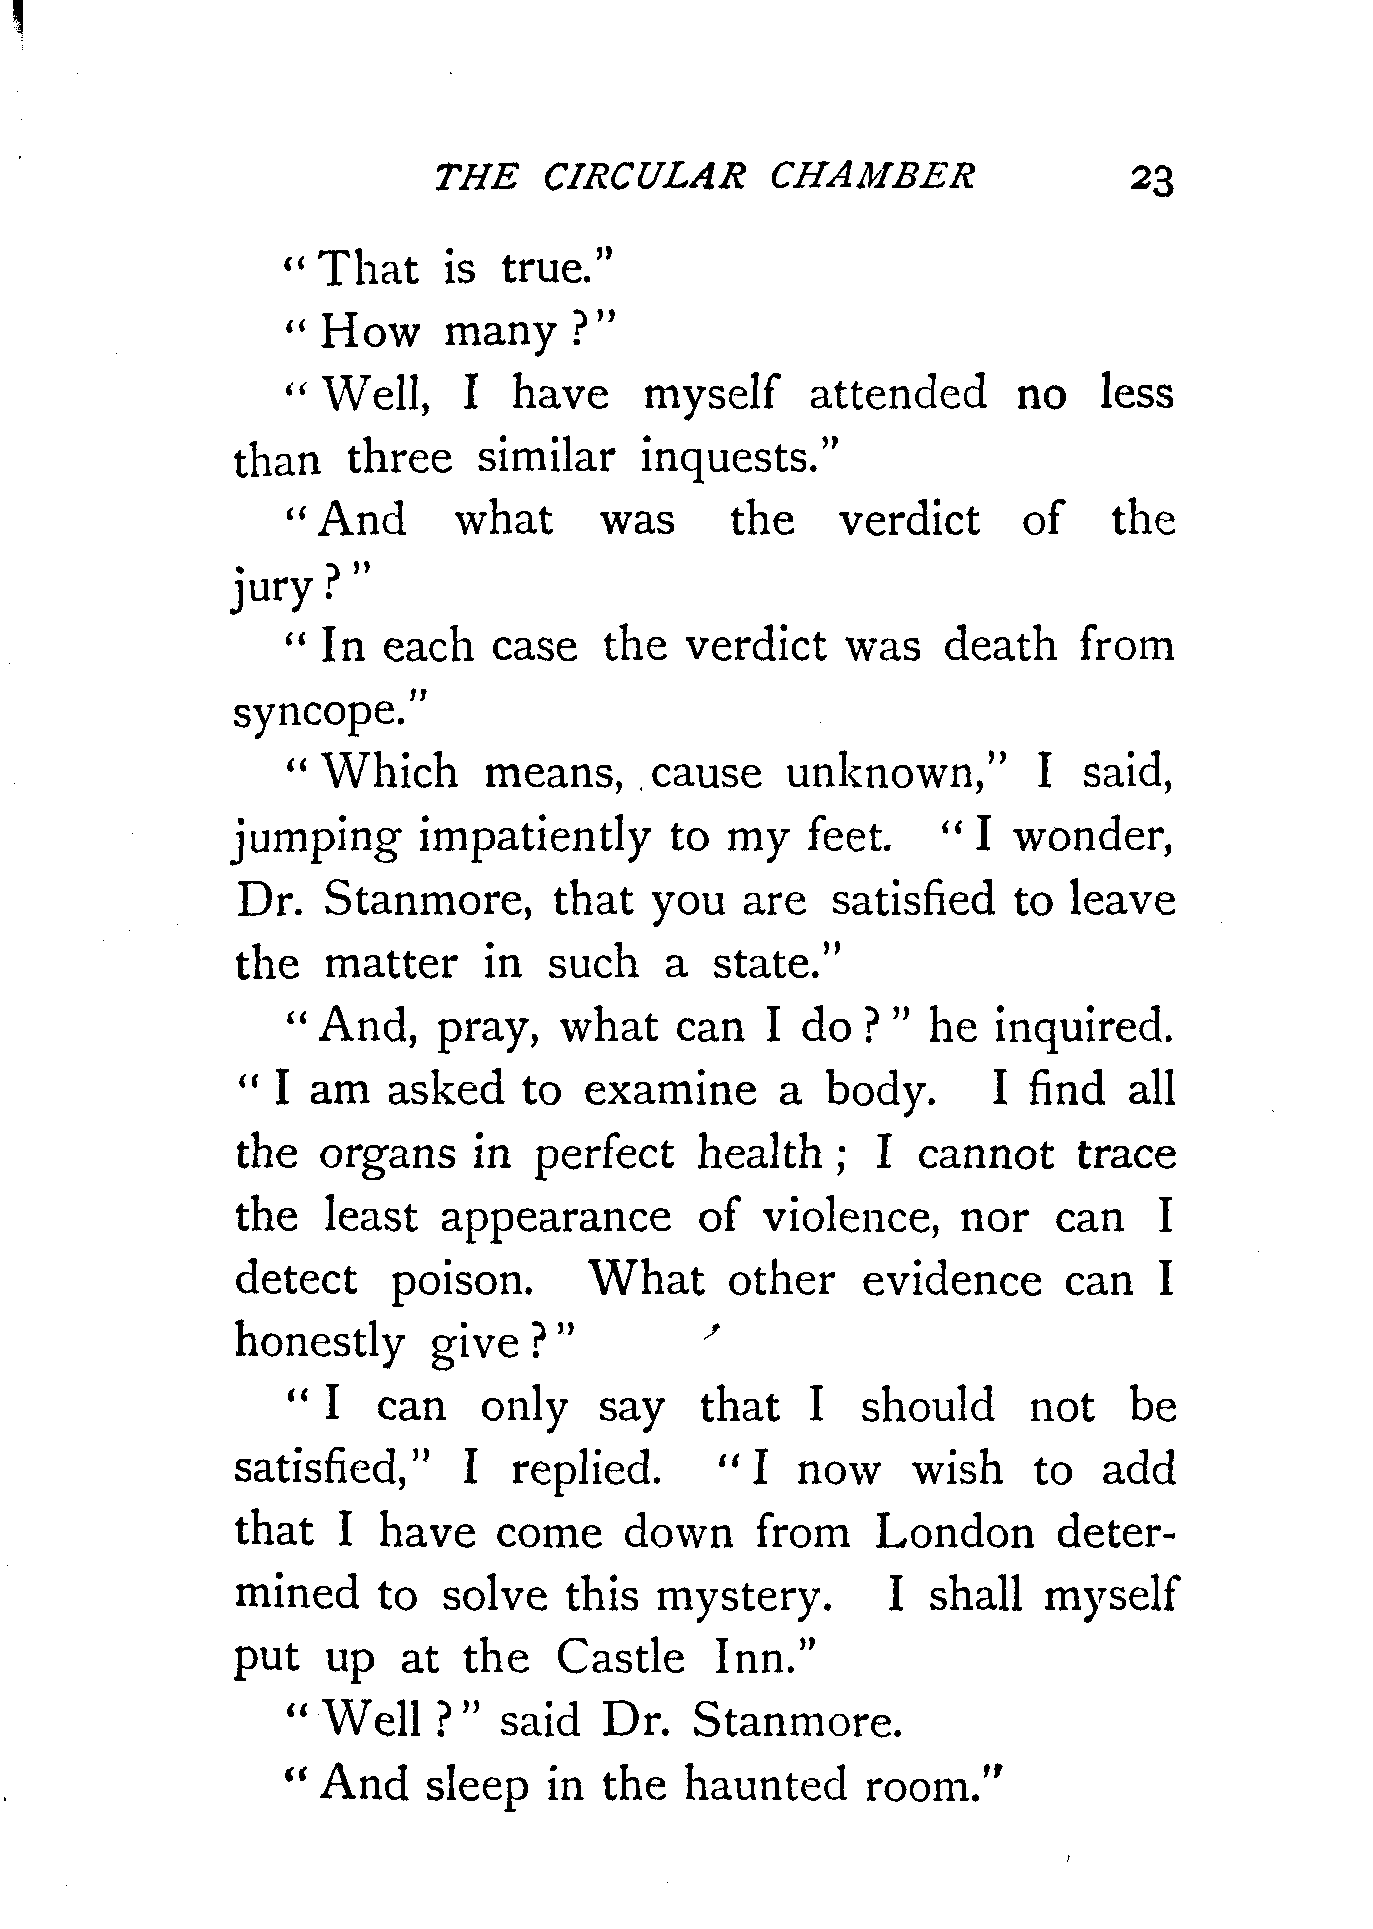 THE CIRCULAR CHAMBER 23
"That is true."
"How many?"
"Well, I have myself attended no less
than three similar inquests."
"And what was the verdict of the
jury?"
"In each case the verdict was death from
syncope."
"Which means, cause unknown," I said,
jumping impatiently to my feet. "I wonder,
Dr. Stanmore, that you are satisfied to leave
the matter in such a state."
"And, pray, what can I do?" he inquired.
"I am asked to examine a body. I find all
the organs in perfect health; I cannot trace
the least appearance of violence, nor can I
detect poison. What other evidence can I
honestly give?"
"I can only say that I should not be
satisfied," I replied. "I now wish to add
that I have come down from London deter-
mined to solve this mystery. I shall myself
put up at the Castle Inn."
"Well?" said Dr. Stanmore.
"And sleep in the haunted room."